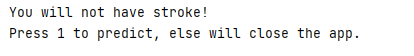 You will not have stroke!
Press 1 to predict, else will close the app.